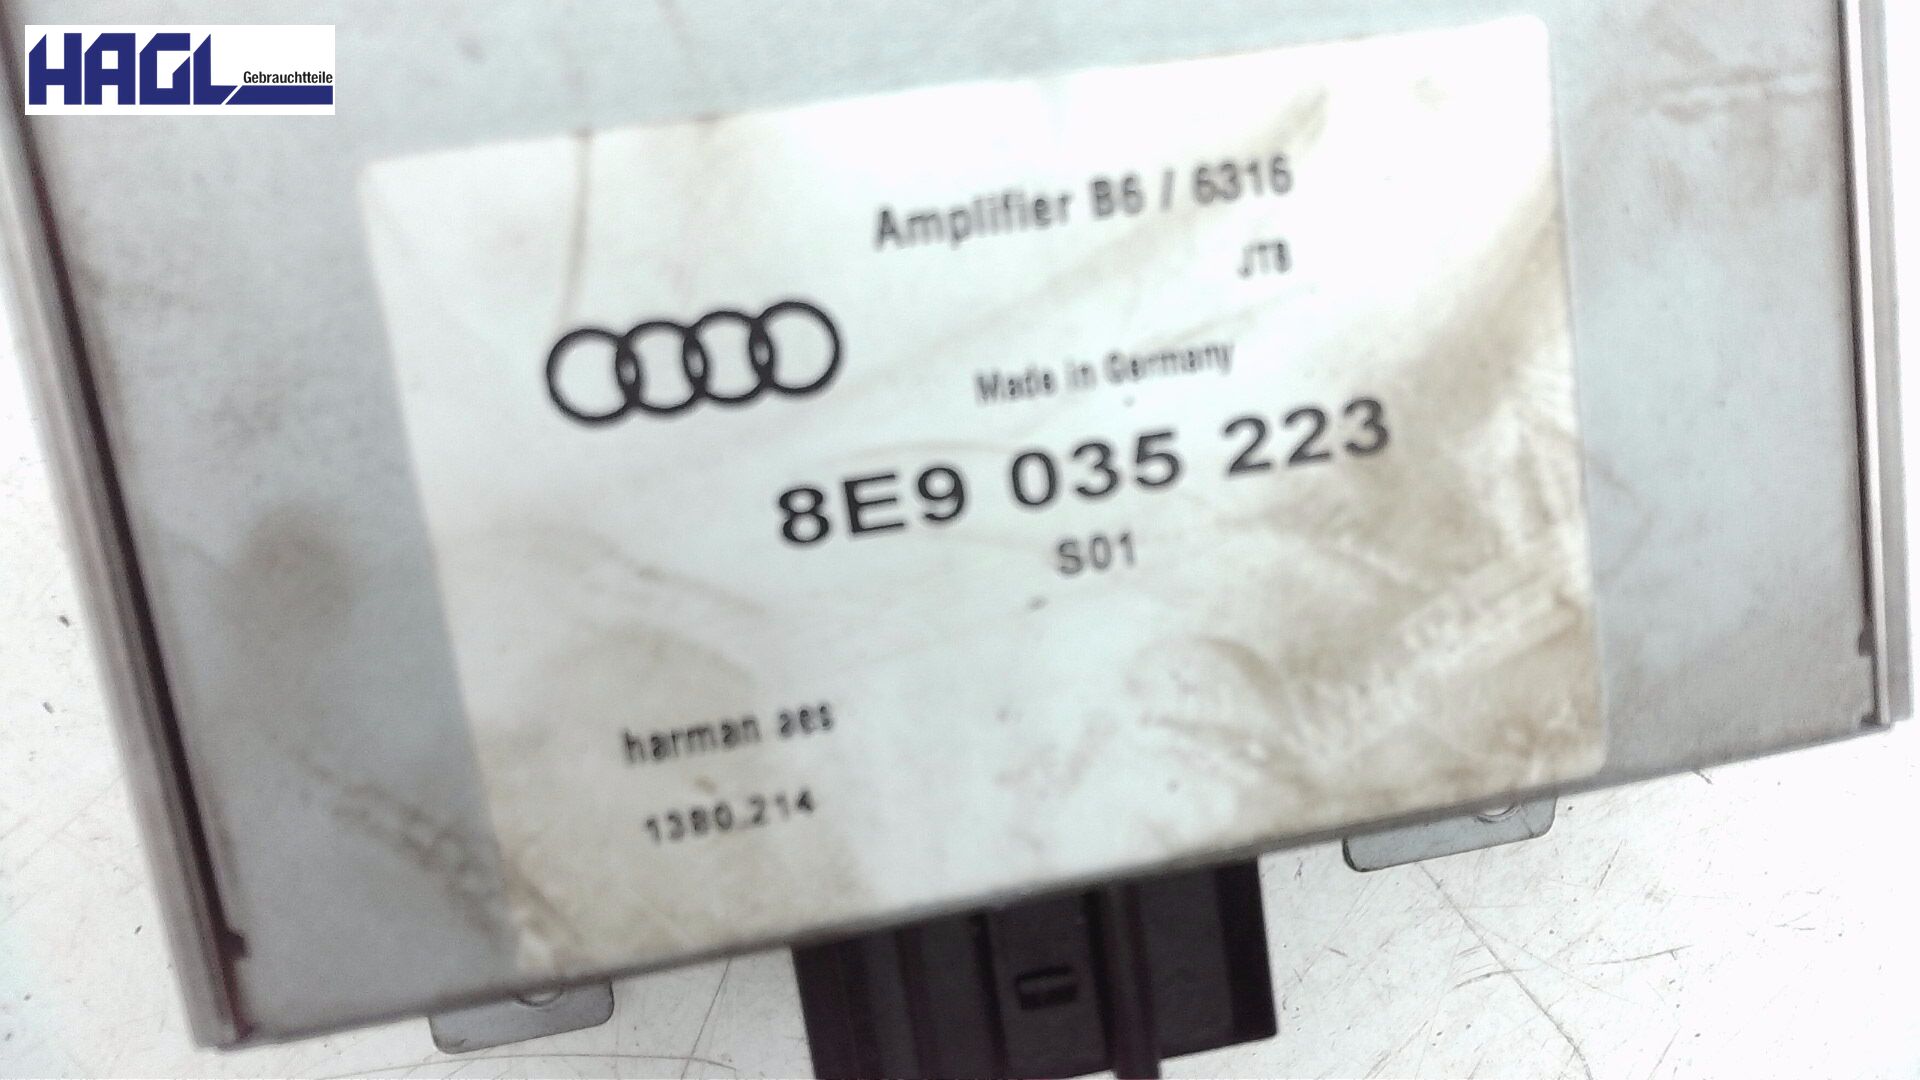 HAGL
Gebrauchtteile
Amplifier B6 / 6316
JT8
Made in Germany
8E9 035 223
S01
harman aes
1380.214